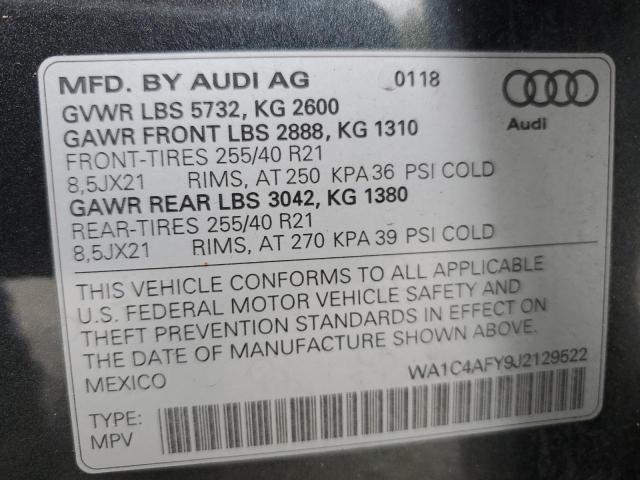 MFD. BY AUDI AG 0118
GVWR LBS 5732, KG 2600
GAWR FRONT LBS 2888, KG 1310
FRONT-TIRES 255/40 R21
8,5JX21 RIMS, AT 250 KPA 36 PSI COLD
GAWR REAR LBS 3042, KG 1380
REAR-TIRES 255/40 R21
8,5JX21 RIMS, AT 270 KPA 39 PSI COLD
Audi
THIS VEHICLE CONFORMS TO ALL APPLICABLE
U.S. FEDERAL MOTOR VEHICLE SAFETY AND
THEFT PREVENTION STANDARDS IN EFFECT ON
THE DATE OF MANUFACTURE SHOWN ABOVE.
MEXICO WA1C4AFY9J2129522
TYPE:
MPV